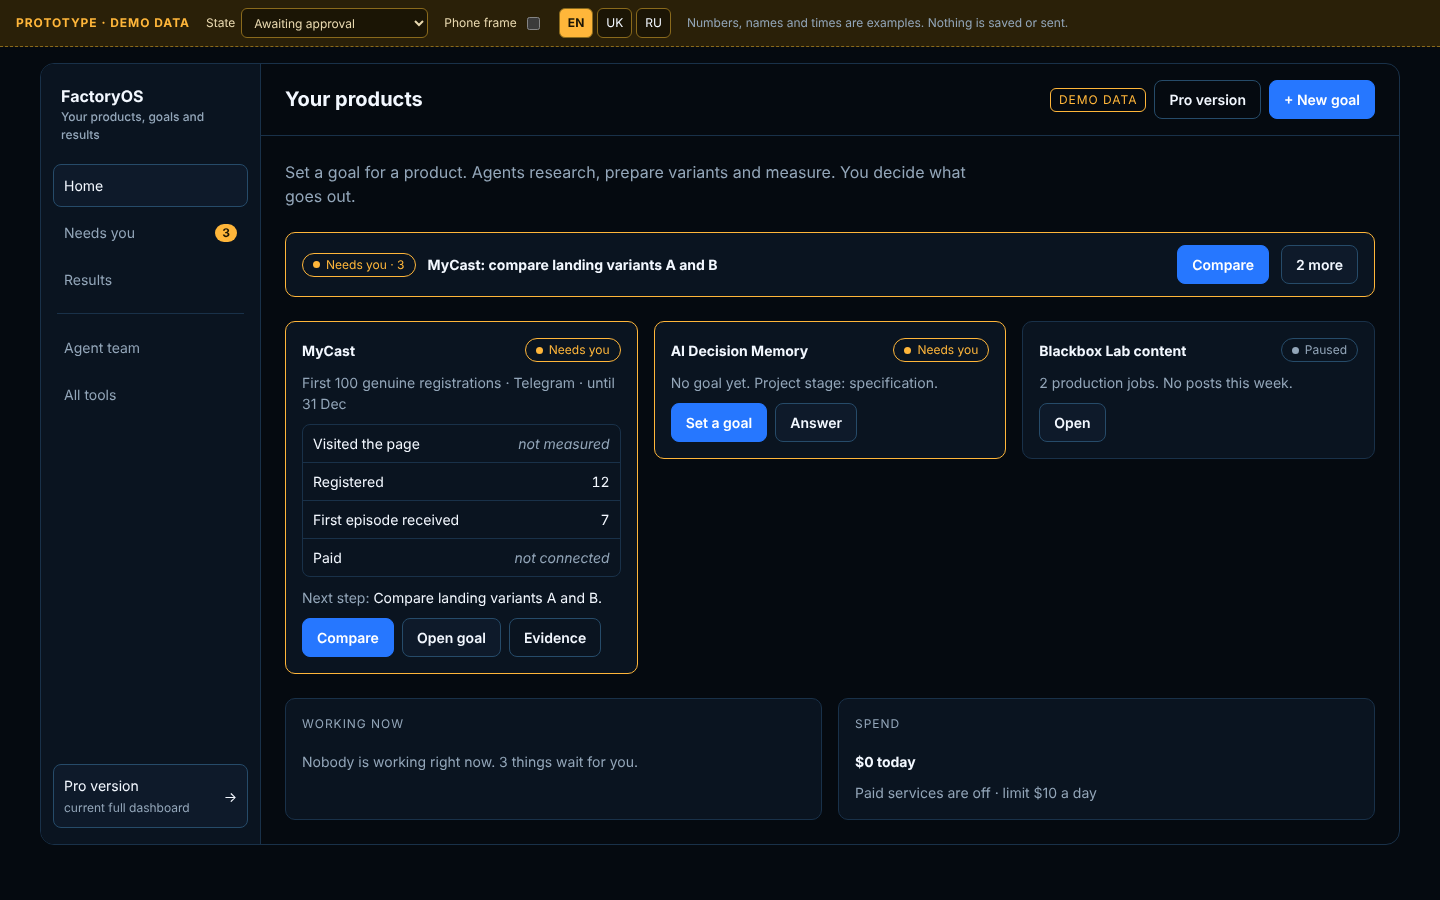 PROTOTYPE · DEMO DATA
State
Awaiting approval
Phone frame
EN
UK
RU
Numbers, names and times are examples. Nothing is saved or sent.
FactoryOS
Your products, goals and
results
Home
Needs you
3
Results
Agent team
All tools
Pro version
current full dashboard
→
Your products
DEMO DATA
Pro version
+ New goal
Set a goal for a product. Agents research, prepare variants and measure. You decide what
goes out.
Needs you · 3
MyCast: compare landing variants A and B
Compare
2 more
MyCast
Needs you
First 100 genuine registrations · Telegram · until
31 Dec
Visited the page
not measured
Registered
12
First episode received
7
Paid
not connected
Next step: Compare landing variants A and B.
Compare
Open goal
Evidence
AI Decision Memory
Needs you
No goal yet. Project stage: specification.
Set a goal
Answer
Blackbox Lab content
Paused
2 production jobs. No posts this week.
Open
WORKING NOW
Nobody is working right now. 3 things wait for you.
SPEND
$0 today
Paid services are off · limit $10 a day